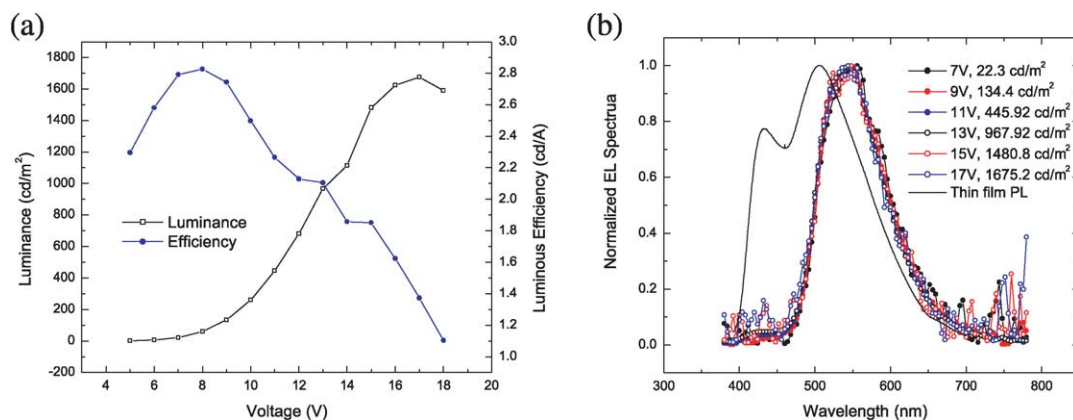 (a)
1800
1600
1400
1200
1000
800
600
400
200
0
-200
Luminance (cd/m²)
3.0
2.8
2.6
2.4
2.2
2.0
1.8
1.6
1.4
1.2
1.0
Luminous Efficiency (cd/A)
Luminance
Efficiency
4 6 8 10 12 14 16 18 20
Voltage (V)
(b)
1.0
0.8
0.6
0.4
0.2
0.0
Normalized EL Spectrua
7V, 22.3 cd/m²
9V, 134.4 cd/m²
11V, 445.92 cd/m²
13V, 967.92 cd/m²
15V, 1480.8 cd/m²
17V, 1675.2 cd/m²
Thin film PL
300 400 500 600 700 800
Wavelength (nm)